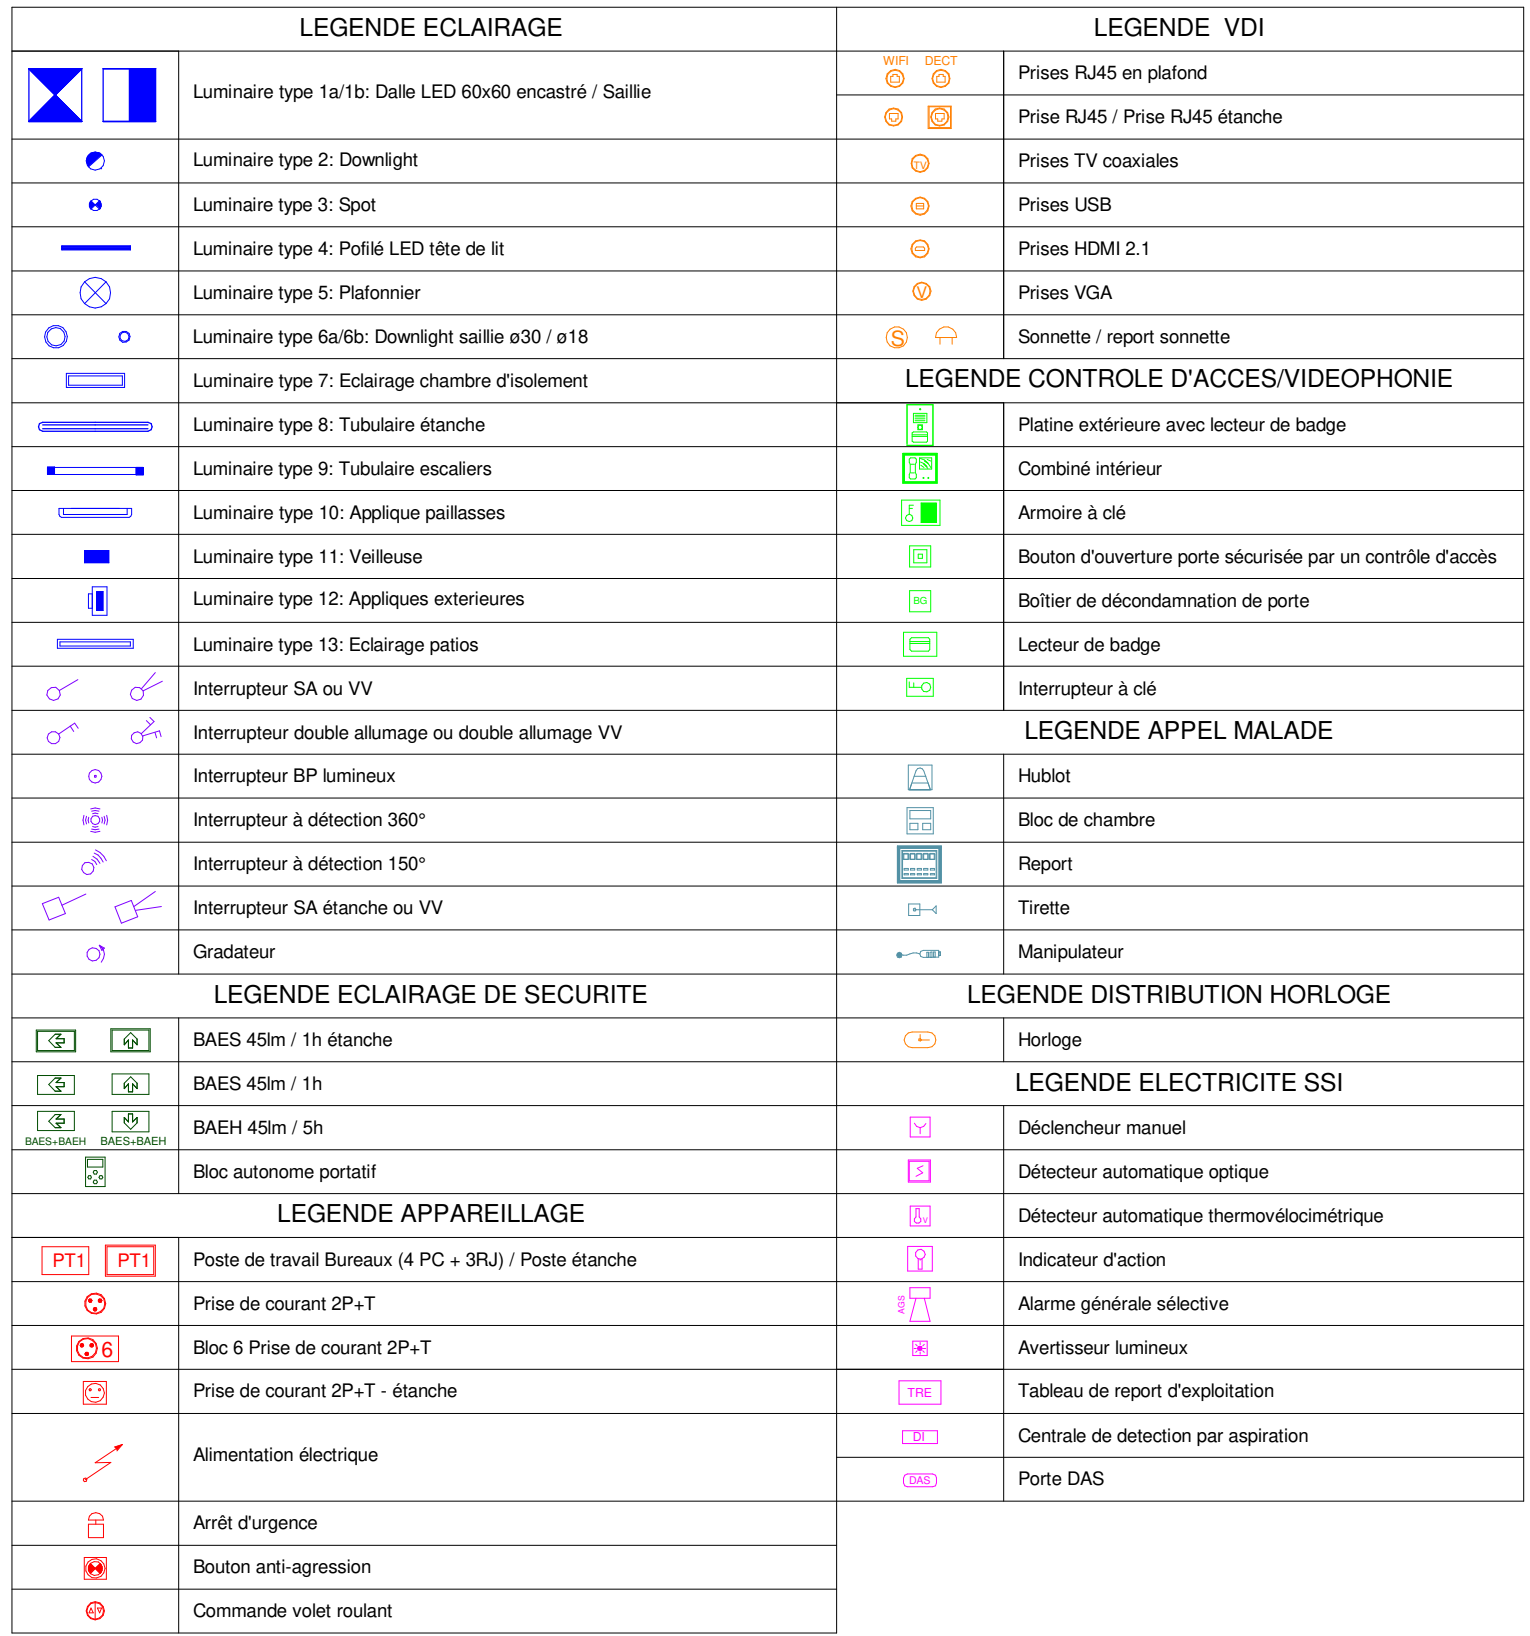 LEGENDE ECLAIRAGE
Luminaire type 1a/1b: Dalle LED 60x60 encastré / Saillie
Luminaire type 2: Downlight
Luminaire type 3: Spot
Luminaire type 4: Pofilé LED tête de lit
Luminaire type 5: Plafonnier
Luminaire type 6a/6b: Downlight saillie ø30 / ø18
Luminaire type 7: Eclairage chambre d'isolement
Luminaire type 8: Tubulaire étanche
Luminaire type 9: Tubulaire escaliers
Luminaire type 10: Applique paillasses
Luminaire type 11: Veilleuse
Luminaire type 12: Appliques exterieures
Luminaire type 13: Eclairage patios
Interrupteur SA ou VV
Interrupteur double allumage ou double allumage VV
Interrupteur BP lumineux
Interrupteur à détection 360°
Interrupteur à détection 150°
Interrupteur SA étanche ou VV
Gradateur
LEGENDE ECLAIRAGE DE SECURITE
BAES 45lm / 1h étanche
BAES 45lm / 1h
BAES+BAEH BAES+BAEH BAEH 45lm / 5h
Bloc autonome portatif
LEGENDE APPAREILLAGE
PT1 PT1 Poste de travail Bureaux (4 PC + 3RJ) / Poste étanche
Prise de courant 2P+T
6 Bloc 6 Prise de courant 2P+T
Prise de courant 2P+T - étanche
Alimentation électrique
Arrêt d'urgence
Bouton anti-agression
Commande volet roulant
LEGENDE VDI
WIFI DECT Prises RJ45 en plafond
Prise RJ45 / Prise RJ45 étanche
TV Prises TV coaxiales
Prises USB
Prises HDMI 2.1
V Prises VGA
S Sonnette / report sonnette
LEGENDE CONTROLE D'ACCES/VIDEOPHONIE
Platine extérieure avec lecteur de badge
Combiné intérieur
Armoire à clé
Bouton d'ouverture porte sécurisée par un contrôle d'accès
BG Boîtier de décondamnation de porte
Lecteur de badge
Interrupteur à clé
LEGENDE APPEL MALADE
Hublot
Bloc de chambre
Report
Tirette
Manipulateur
LEGENDE DISTRIBUTION HORLOGE
Horloge
LEGENDE ELECTRICITE SSI
Déclencheur manuel
Détecteur automatique optique
V Détecteur automatique thermovélocimétrique
Indicateur d'action
AGS Alarme générale sélective
Avertisseur lumineux
TRE Tableau de report d'exploitation
DI Centrale de detection par aspiration
DAS Porte DAS